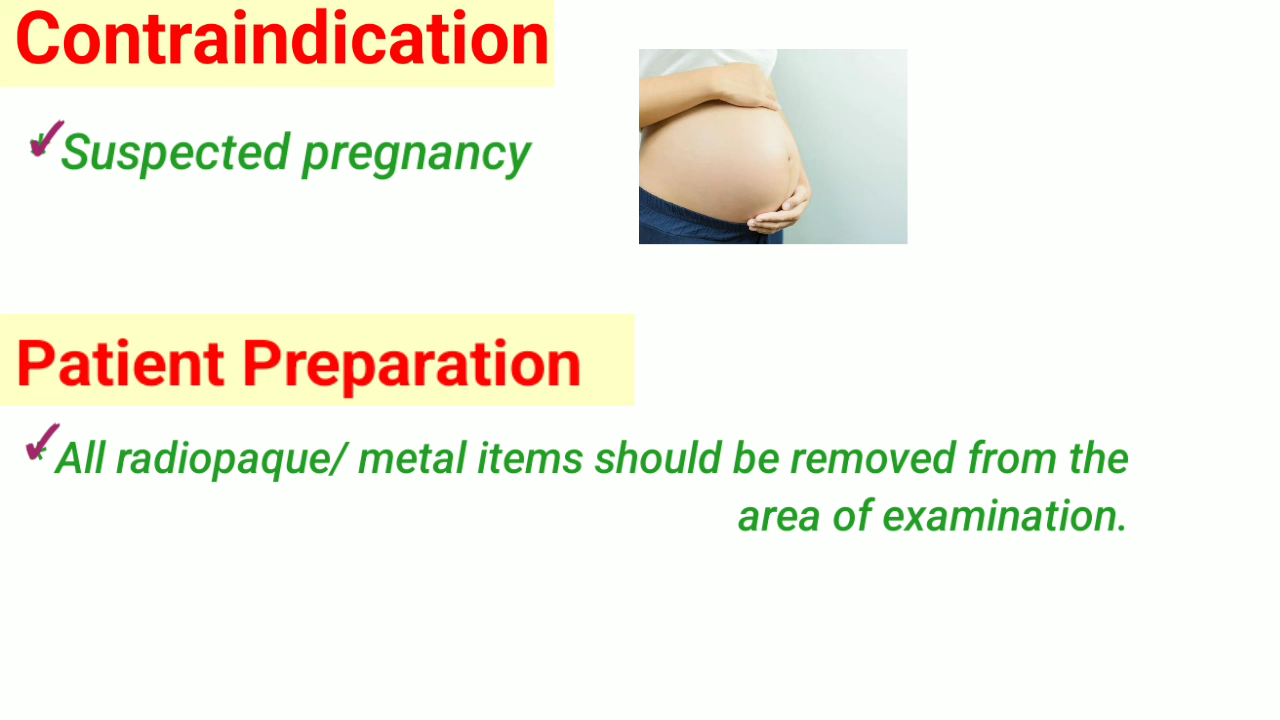 Contraindication
✓Suspected pregnancy
Patient Preparation
✓All radiopaque/ metal items should be removed from the
area of examination.